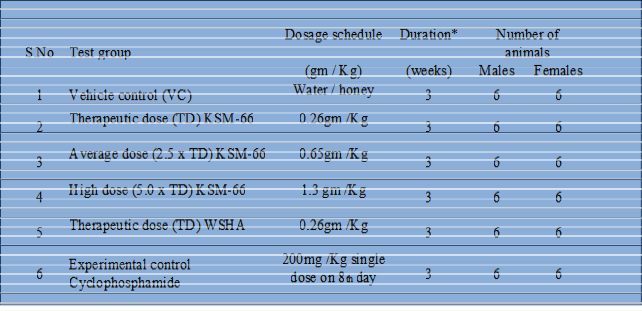 S No Test group Dosage schedule (gm / Kg) Duration* (weeks) Number of animals Males Females
1 Vehicle control (VC) Water / honey 3 6 6
2 Therapeutic dose (TD) KSM-66 0.26gm /Kg 3 6 6
3 Average dose (2.5 x TD) KSM-66 0.65gm /Kg 3 6 6
4 High dose (5.0 x TD) KSM-66 1.3 gm /Kg 3 6 6
5 Therapeutic dose (TD) WSHA 0.26gm /Kg 3 6 6
6 Experimental control Cyclophosphamide 200mg /Kg single dose on 8th day 3 6 6